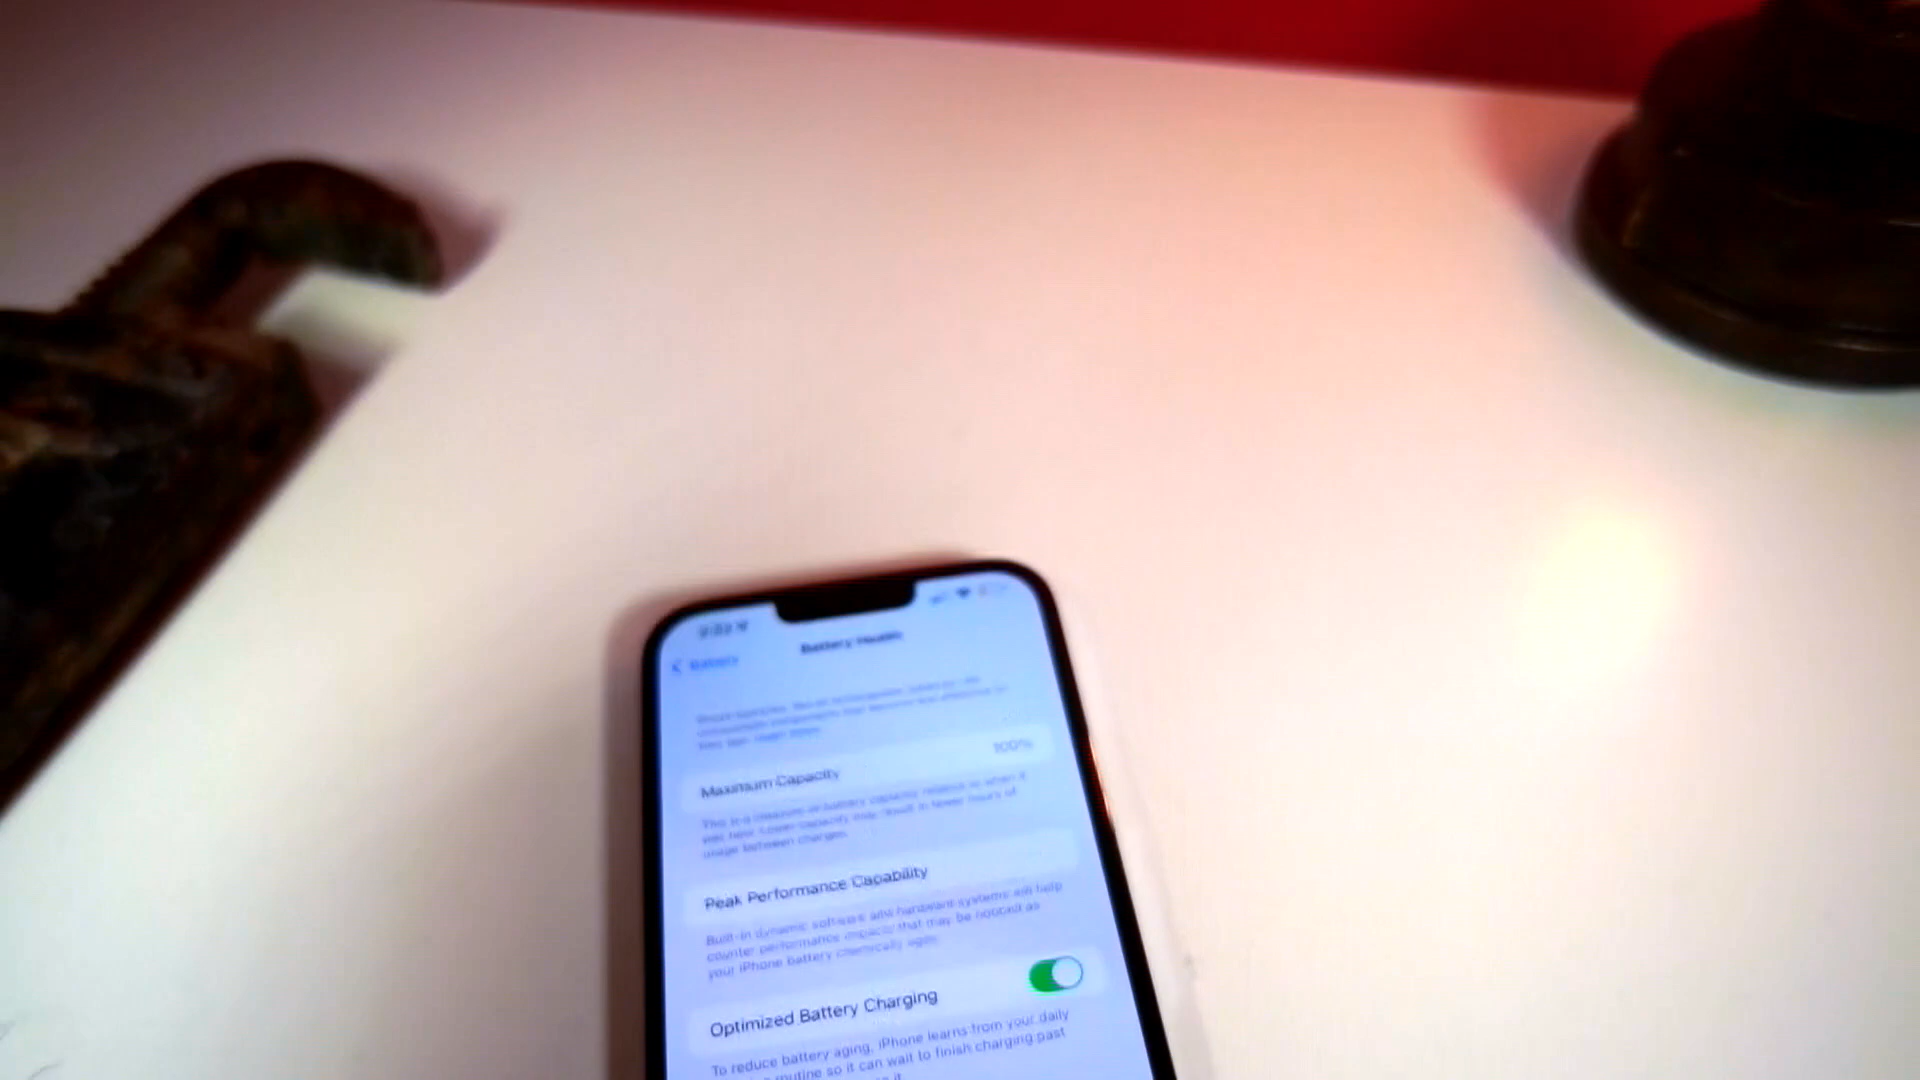 Battery Health
Battery
Maximum Capacity
100%
This is a measure of battery capacity relative to when it
was new. Lower capacity may result in fewer hours of
usage between charges.
Peak Performance Capability
Built-in dynamic software and hardware systems will help
counter performance impacts that may be noticed as
your iPhone battery chemically ages.
Optimized Battery Charging
To reduce battery aging, iPhone learns from your daily
routine so it can wait to finish charging past